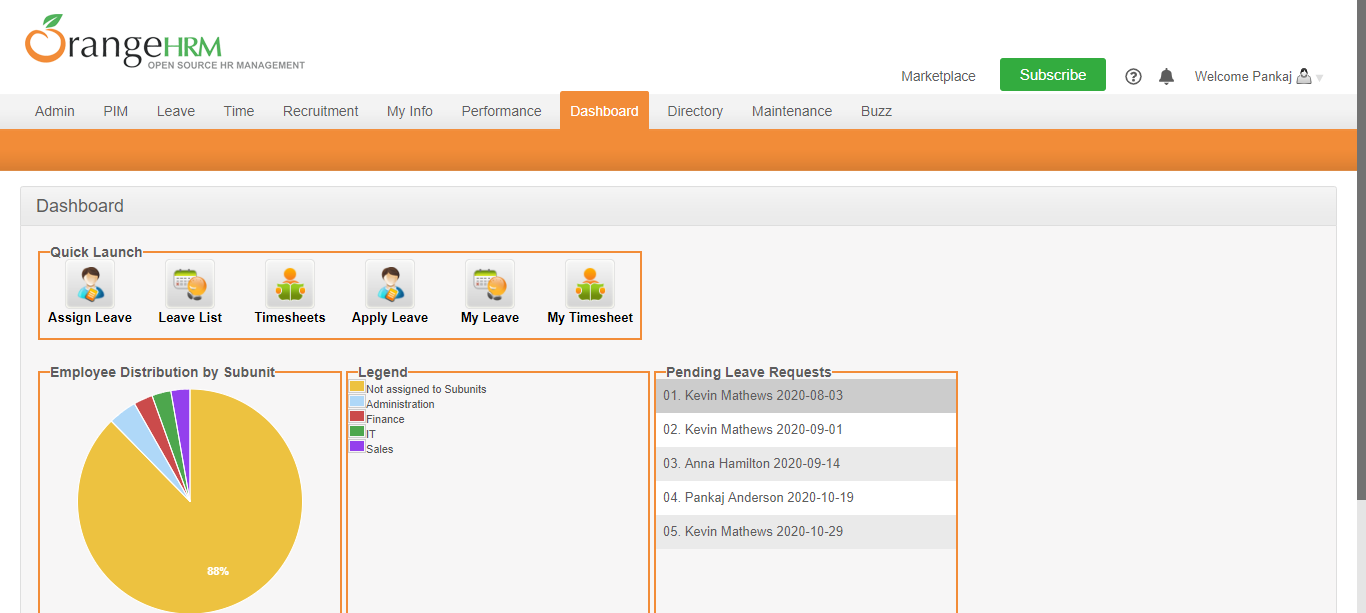 OrangeHRM
OPEN SOURCE HR MANAGEMENT
Marketplace
Subscribe
Welcome Pankaj
Admin
PIM
Leave
Time
Recruitment
My Info
Performance
Dashboard
Directory
Maintenance
Buzz
Dashboard
Quick Launch
Assign Leave
Leave List
Timesheets
Apply Leave
My Leave
My Timesheet
Employee Distribution by Subunit
88%
Legend
Not assigned to Subunits
Administration
Finance
IT
Sales
Pending Leave Requests
01. Kevin Mathews 2020-08-03
02. Kevin Mathews 2020-09-01
03. Anna Hamilton 2020-09-14
04. Pankaj Anderson 2020-10-19
05. Kevin Mathews 2020-10-29